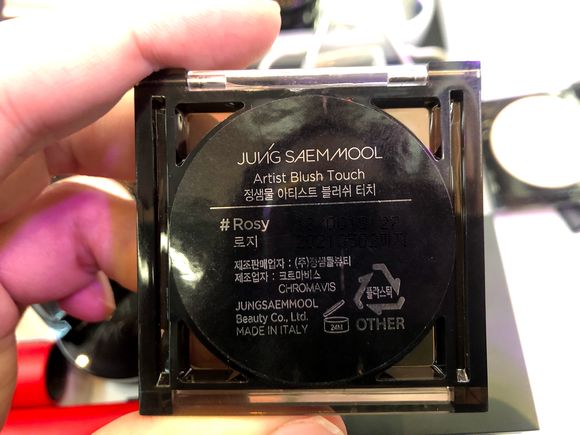 JUNG SAEMMOOL
Artist Blush Touch
정샘물 아티스트 블러쉬 터치
#Rosy
로지
제조판매업자 : (주)정샘물뷰티
제조업자 : 크로마비스
CHROMAVIS
JUNGSAEMMOOL
Beauty Co., Ltd.
MADE IN ITALY
24M
플라스틱
OTHER